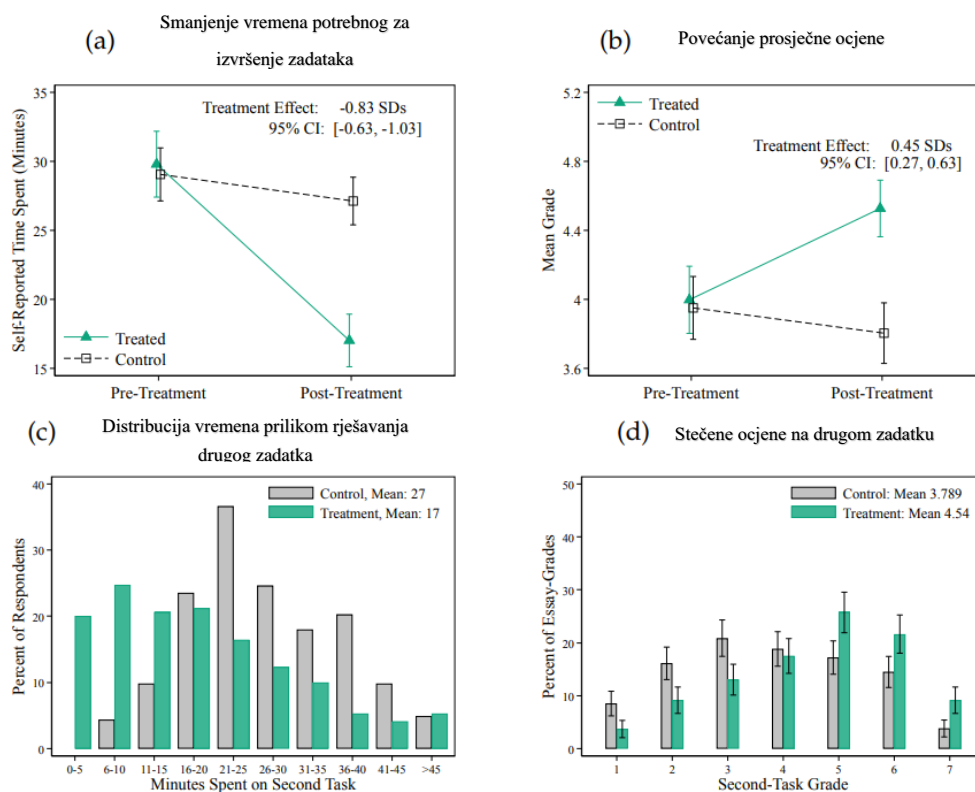 (a)
Smanjenje vremena potrebnog za
izvršenje zadataka
Self-Reported Time Spent (Minutes)
35
30
25
20
15
Treatment Effect: -0.83 SDs
95% CI: [-0.63, -1.03]
Treated
Control
Pre-Treatment
Post-Treatment
(b)
Povećanje prosječne ocjene
Mean Grade
5.2
4.8
4.4
4
3.6
Treated
Control
Treatment Effect: 0.45 SDs
95% CI: [0.27, 0.63]
Pre-Treatment
Post-Treatment
(c)
Distribucija vremena prilikom rješavanja
drugog zadatka
Percent of Respondents
40
30
20
10
0
Control, Mean: 27
Treatment, Mean: 17
0-5 6-10 11-15 16-20 21-25 26-30 31-35 36-40 41-45 >45
Minutes Spent on Second Task
(d)
Stečene ocjene na drugom zadatku
Percent of Essay-Grades
50
40
30
20
10
0
Control: Mean 3.789
Treatment: Mean 4.54
1 2 3 4 5 6 7
Second-Task Grade